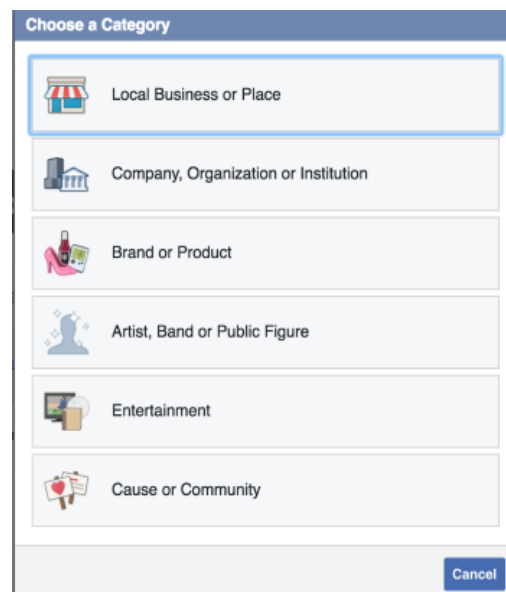 Choose a Category
Local Business or Place
Company, Organization or Institution
Brand or Product
Artist, Band or Public Figure
Entertainment
Cause or Community
Cancel